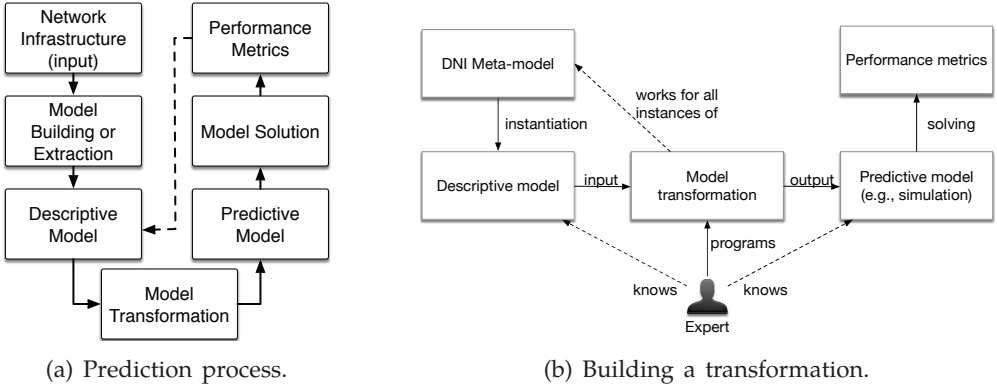 Network
Infrastructure
(input)
Model
Building or
Extraction
Descriptive
Model
Model
Transformation
Predictive
Model
Model Solution
Performance
Metrics
(a) Prediction process.
DNI Meta-model
instantiation
works for all
instances of
Descriptive model
input
Model
transformation
output
Predictive model
(e.g., simulation)
solving
Performance metrics
programs
knows
knows
Expert
(b) Building a transformation.